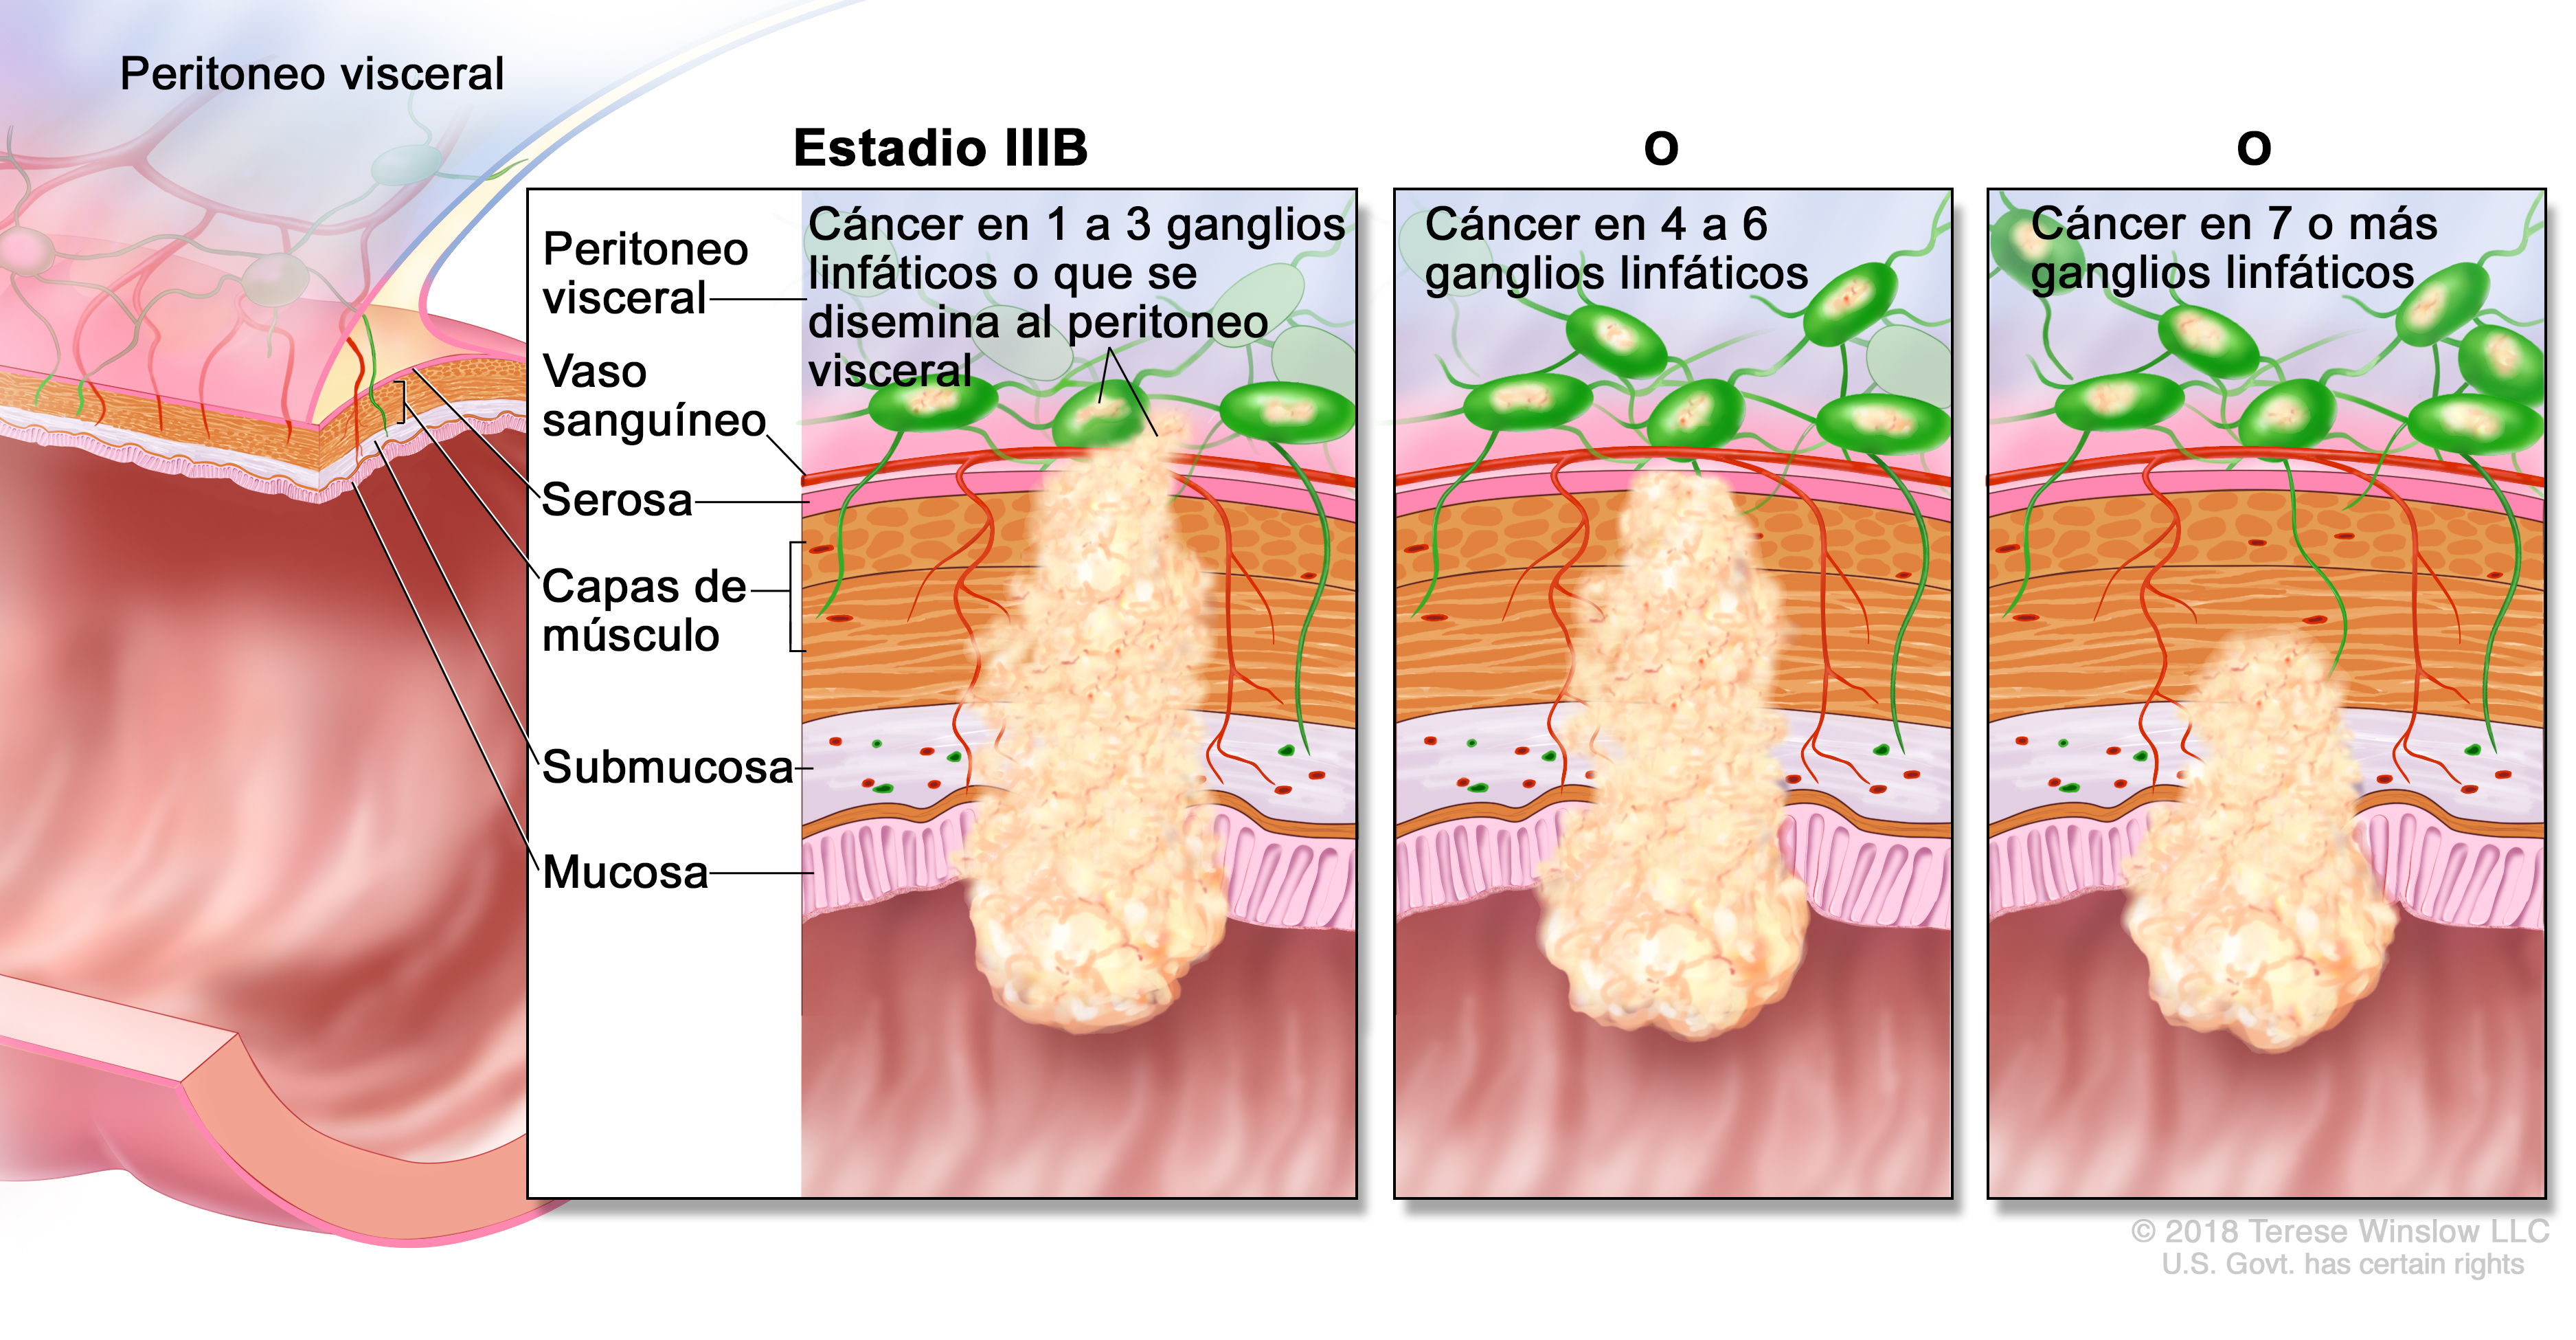 Peritoneo visceral
Estadio IIIB
O
O
Peritoneo
visceral
Vaso
sanguíneo
Serosa
Capas de
músculo
Submucosa
Mucosa
Cáncer en 1 a 3 ganglios
linfáticos o que se
disemina al peritoneo
visceral
Cáncer en 4 a 6
ganglios linfáticos
Cáncer en 7 o más
ganglios linfáticos
© 2018 Terese Winslow LLC
U.S. Govt. has certain rights